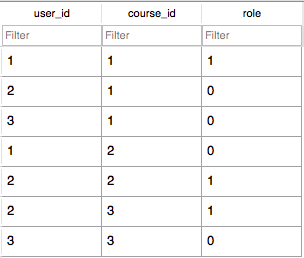 user_id course_id role
Filter Filter Filter
1 1 1
2 1 0
3 1 0
1 2 0
2 2 1
2 3 1
3 3 0